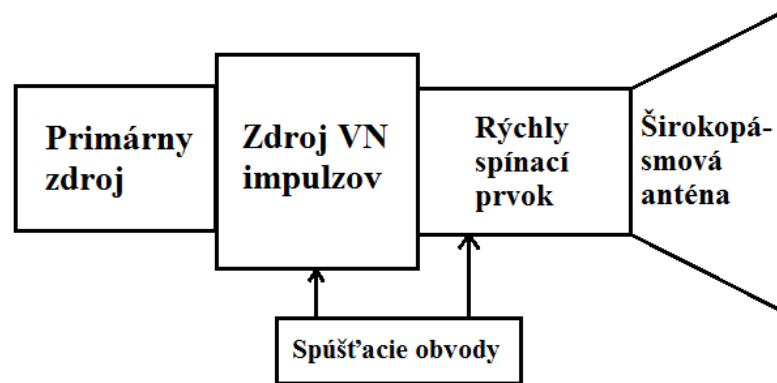 Primárny
zdroj
Zdroj VN
impulzov
Rýchly
spínací
prvok
Širokopá-
smová
anténa
Spúšťacie obvody